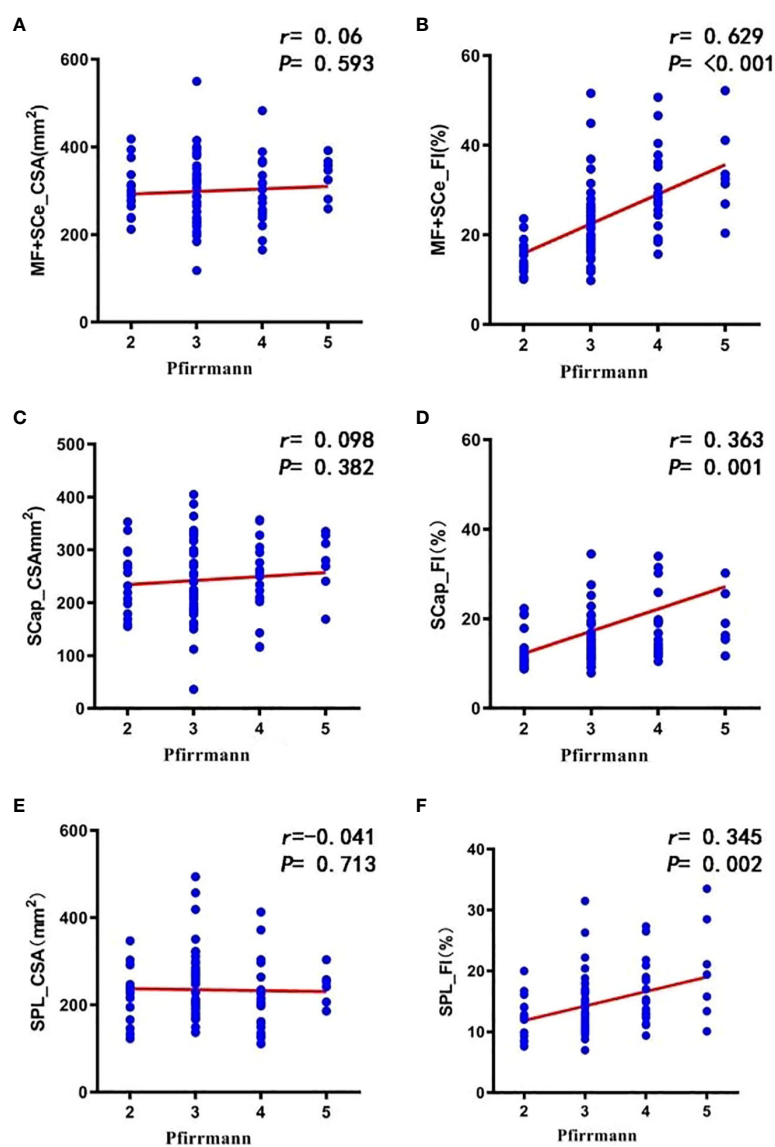 A
r= 0.06
P= 0.593
MF+SCe_CSA(mm²)
600
400
200
0
2 3 4 5
Pfirrmann
B
r= 0.629
P= <0.001
MF+SCe_FI(%)
60
40
20
0
2 3 4 5
Pfirrmann
C
r= 0.098
P= 0.382
SCap_CSAmm²)
500
400
300
200
100
0
2 3 4 5
Pfirrmann
D
r= 0.363
P= 0.001
SCap_FI(%)
60
40
20
0
2 3 4 5
Pfirrmann
E
r=-0.041
P= 0.713
SPL_CSA(mm²)
600
400
200
0
2 3 4 5
Pfirrmann
F
r= 0.345
P= 0.002
SPL_FI(%)
40
30
20
10
0
2 3 4 5
Pfirrmann